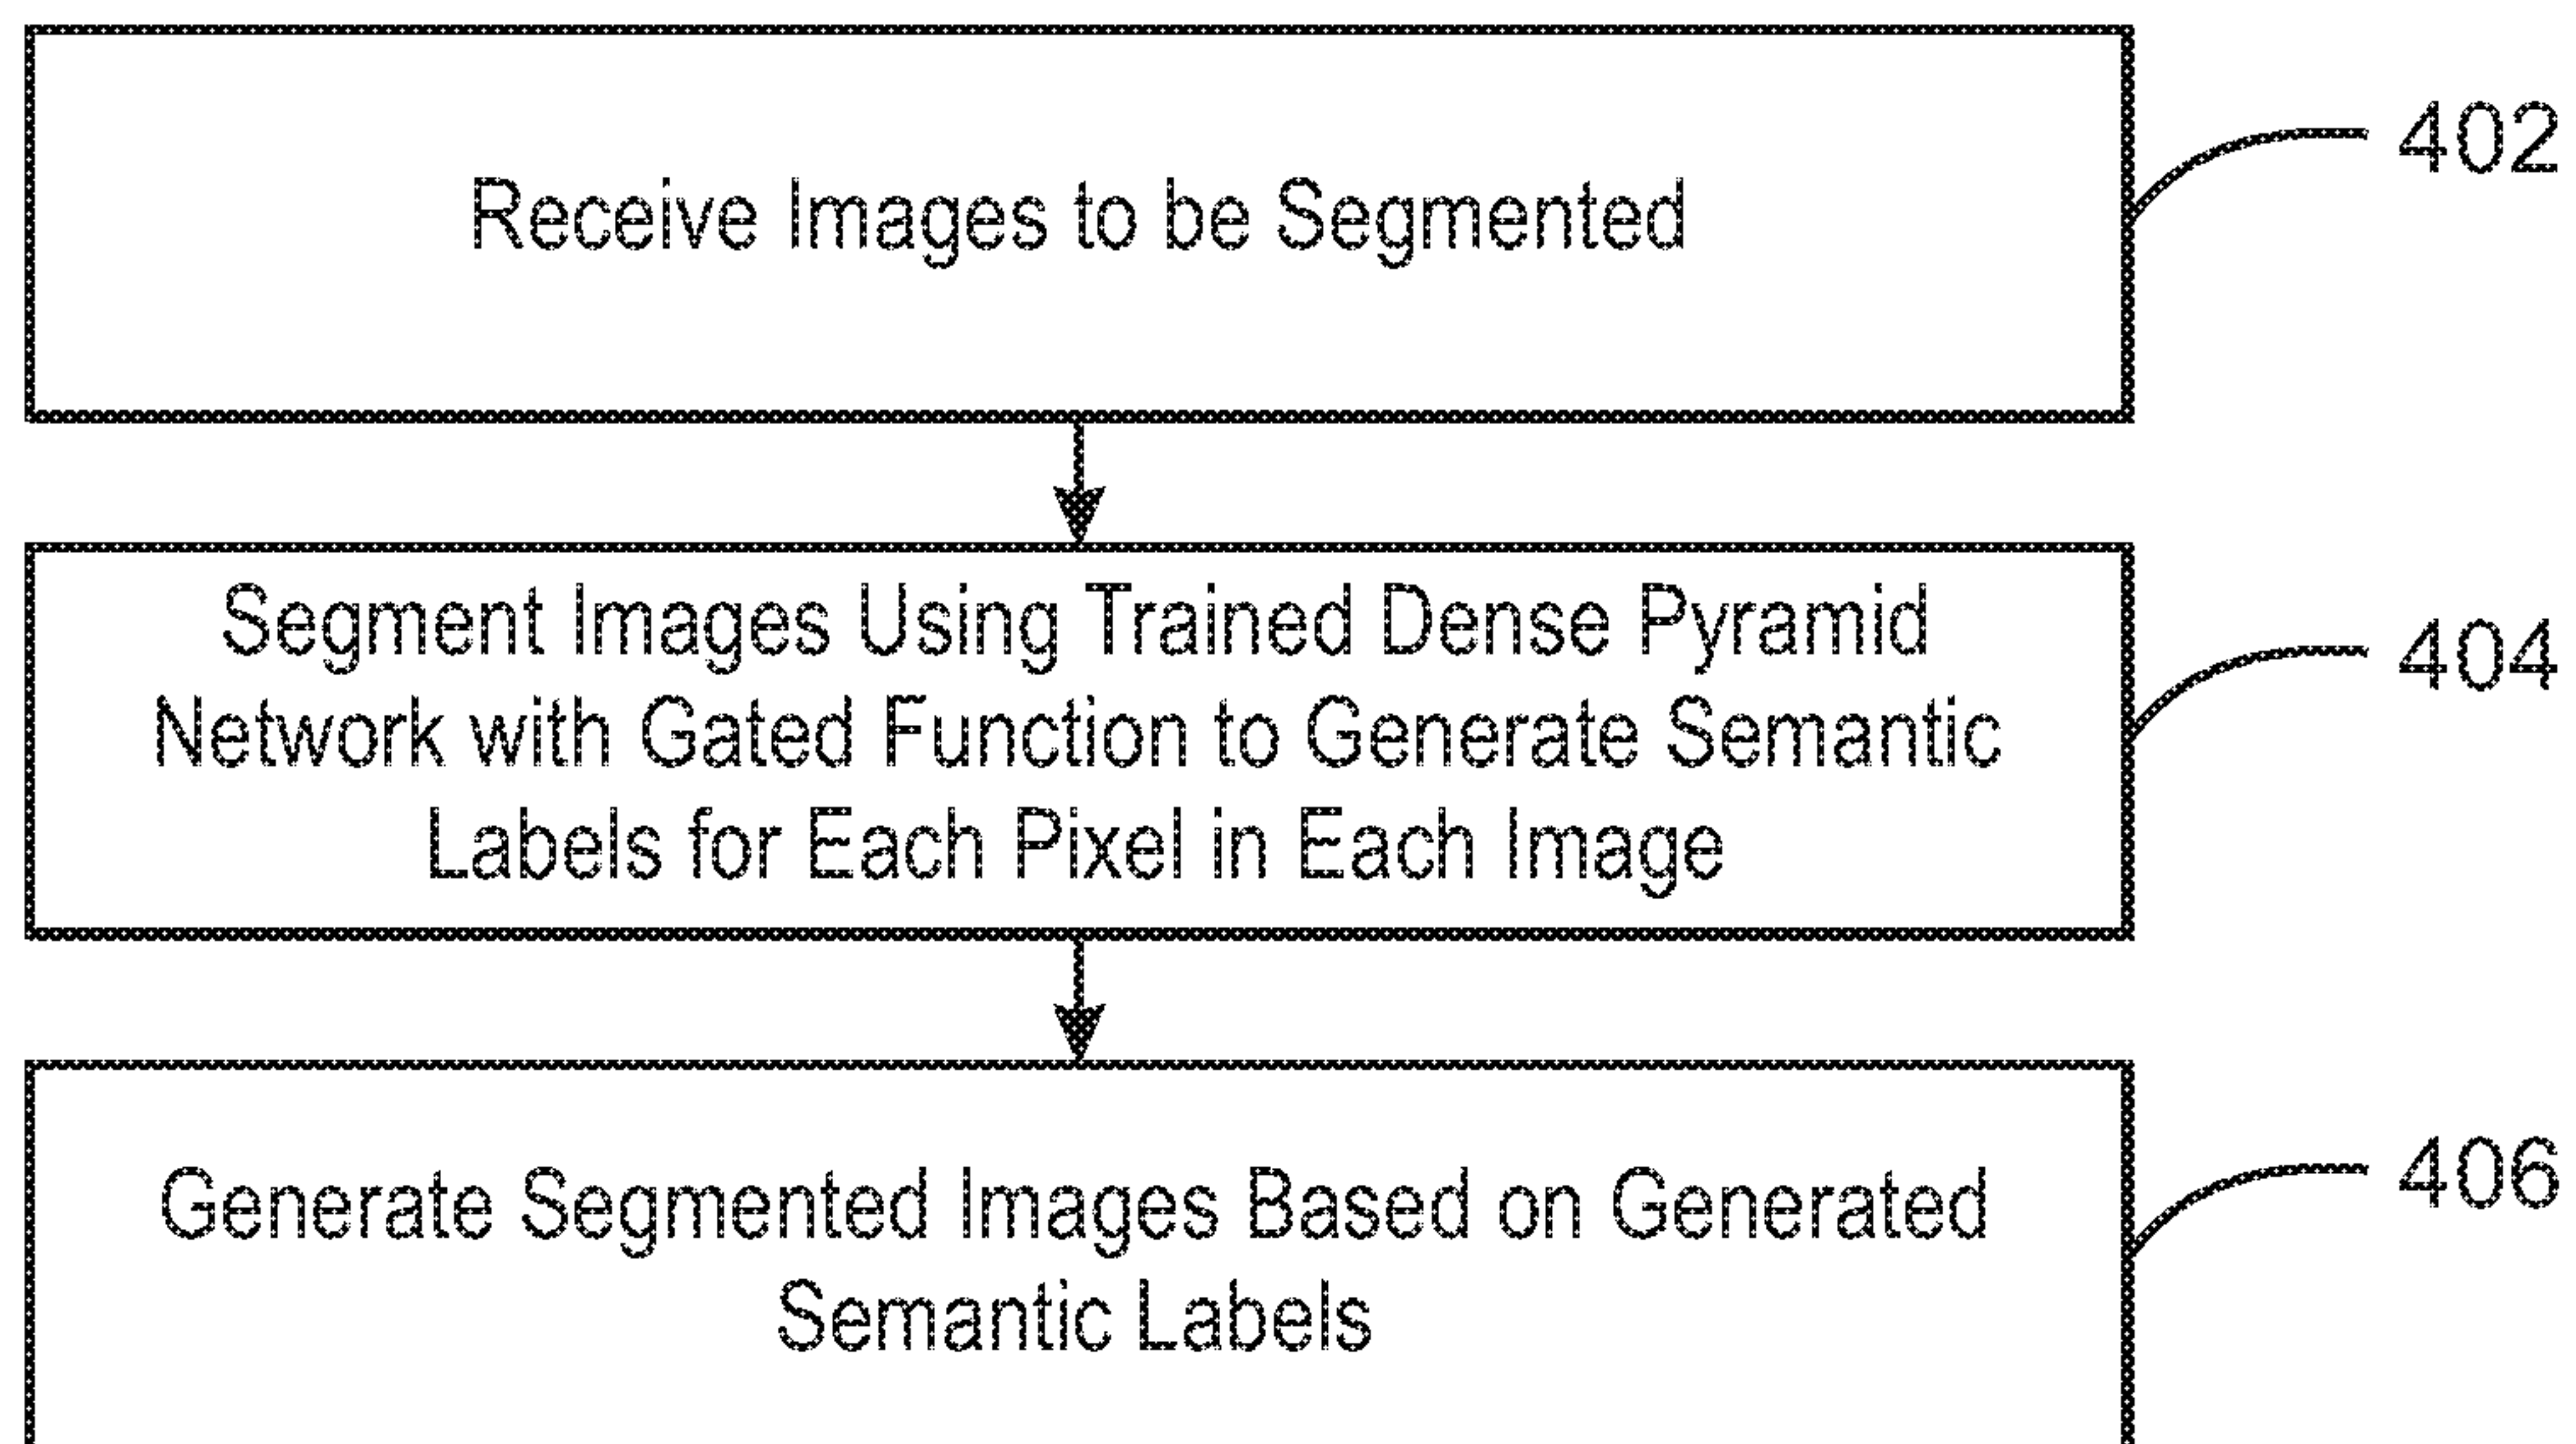 Receive Images to be Segmented
402
Segment Images Using Trained Dense Pyramid
Network with Gated Function to Generate Semantic
Labels for Each Pixel in Each Image
404
Generate Segmented Images Based on Generated
Semantic Labels
406